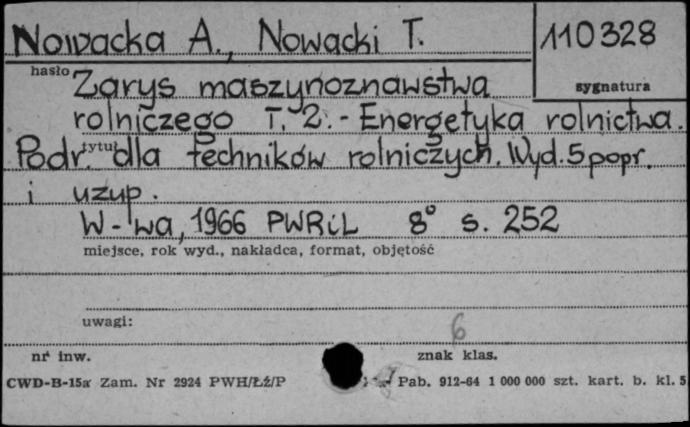 Nowacka A., Nowacki T.
110328
hasło
sygnatura
Zarys maszynoznawstwa
rolniczego T. 2.- Energetyka rolnictwa.
tytuł
Podr. dla techników rolniczych. Wyd. 5 popr.
i uzup.
W-wa, 1966 PWRiL 8° s. 252
miejsce, rok wyd., nakładca, format, objętość
uwagi:
6
nr inw.
znak klas.
CWD-B-15a Zam. Nr 2924 PWH/Łź/P
Pab. 912-64 1 000 000 szt. kart. b. kl. 5